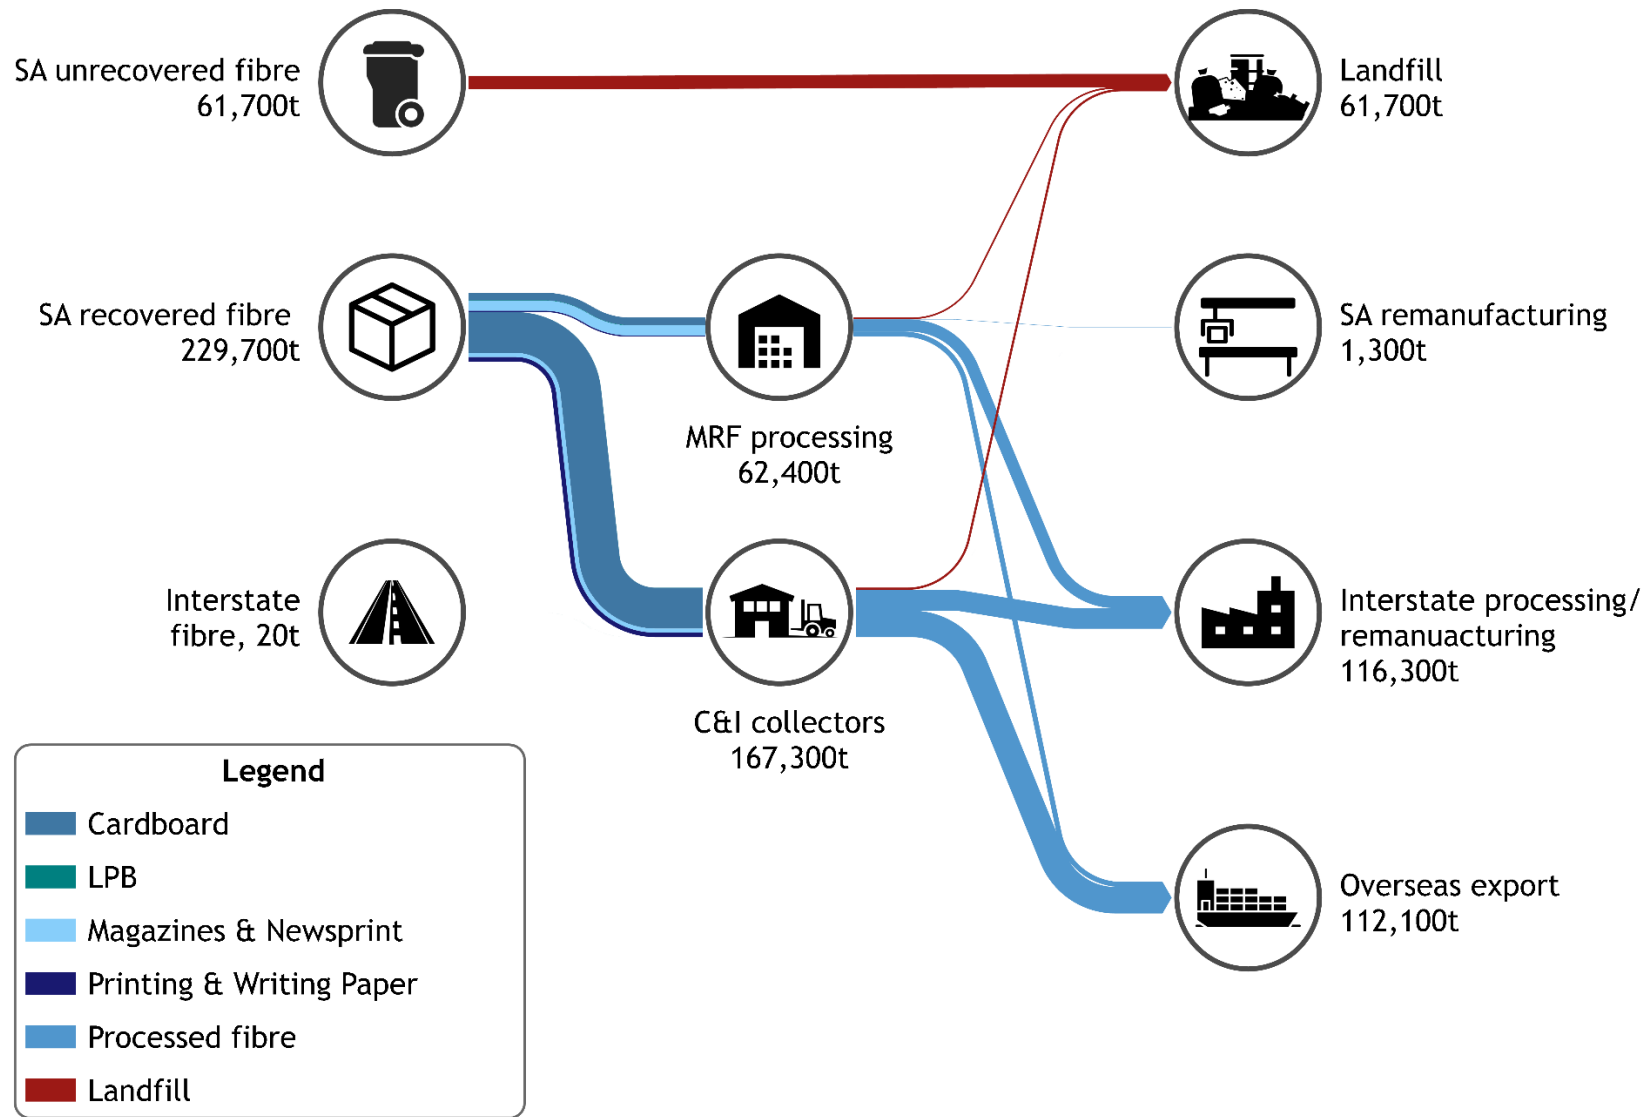 SA unrecovered fibre
61,700t
Landfill
61,700t
SA recovered fibre
229,700t
MRF processing
62,400t
SA remanufacturing
1,300t
Interstate
fibre, 20t
C&I collectors
167,300t
Interstate processing/
remanuacturing
116,300t
Overseas export
112,100t
Legend
Cardboard
LPB
Magazines & Newsprint
Printing & Writing Paper
Processed fibre
Landfill